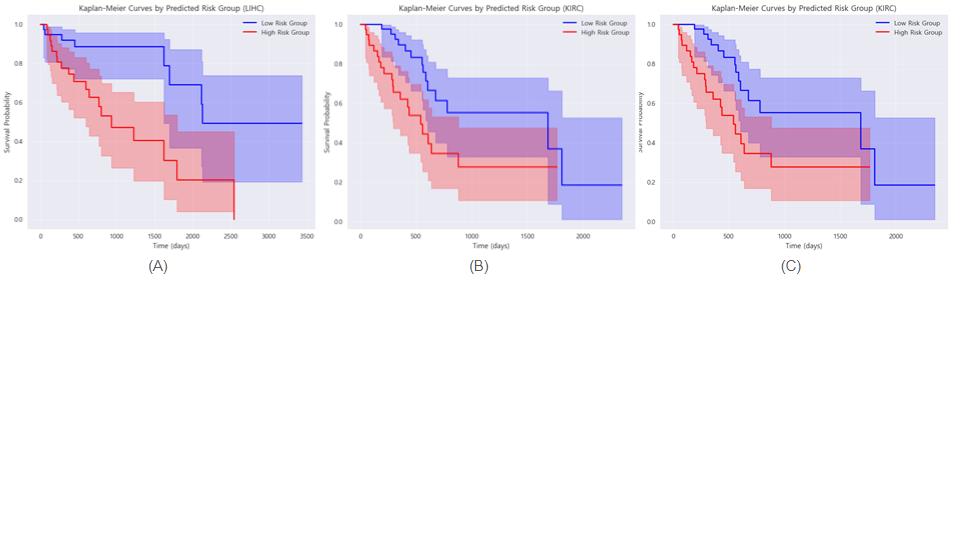 Kaplan-Meier Curves by Predicted Risk Group (LIHC)
Low Risk Group
High Risk Group
1.0
0.8
0.6
0.4
0.2
0.0
Survival Probability
0 500 1000 1500 2000 2500 3000 3500
Time (days)
(A)
Kaplan-Meier Curves by Predicted Risk Group (KIRC)
Low Risk Group
High Risk Group
1.0
0.8
0.6
0.4
0.2
0.0
Survival Probability
0 500 1000 1500 2000
Time (days)
(B)
Kaplan-Meier Curves by Predicted Risk Group (KIRC)
Low Risk Group
High Risk Group
1.0
0.8
0.6
0.4
0.2
0.0
Survival Probability
0 500 1000 1500 2000
Time (days)
(C)